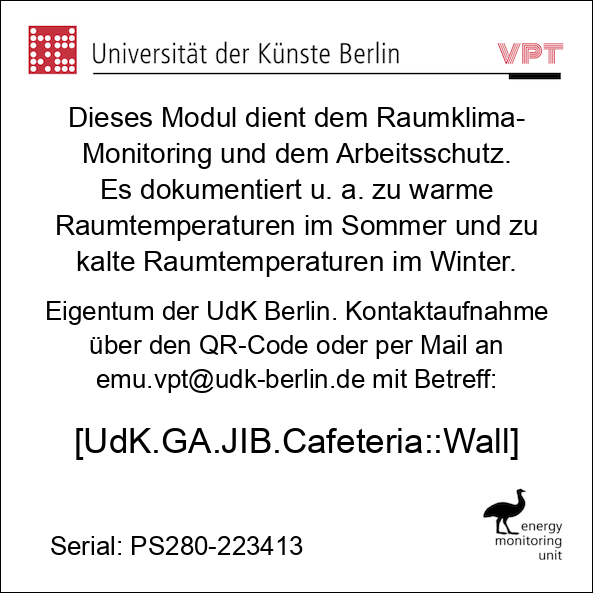 Universität der Künste Berlin
VPT
Dieses Modul dient dem Raumklima-
Monitoring und dem Arbeitsschutz.
Es dokumentiert u. a. zu warme
Raumtemperaturen im Sommer und zu
kalte Raumtemperaturen im Winter.
Eigentum der UdK Berlin. Kontaktaufnahme
über den QR-Code oder per Mail an
emu.vpt@udk-berlin.de mit Betreff:
[UdK.GA.JIB.Cafeteria::Wall]
Serial: PS280-223413
energy
monitoring
unit